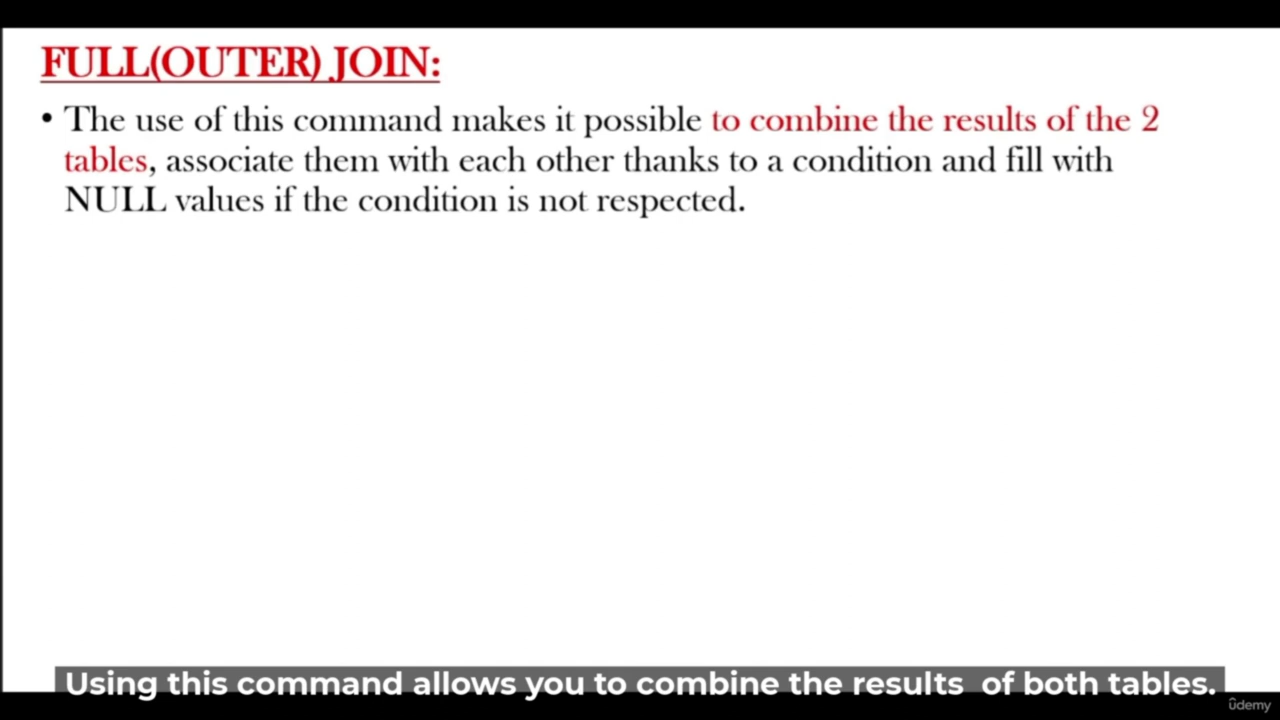 FULL(OUTER) JOIN:
• The use of this command makes it possible to combine the results of the 2
tables, associate them with each other thanks to a condition and fill with
NULL values if the condition is not respected.
Using this command allows you to combine the results of both tables.
ûdemy